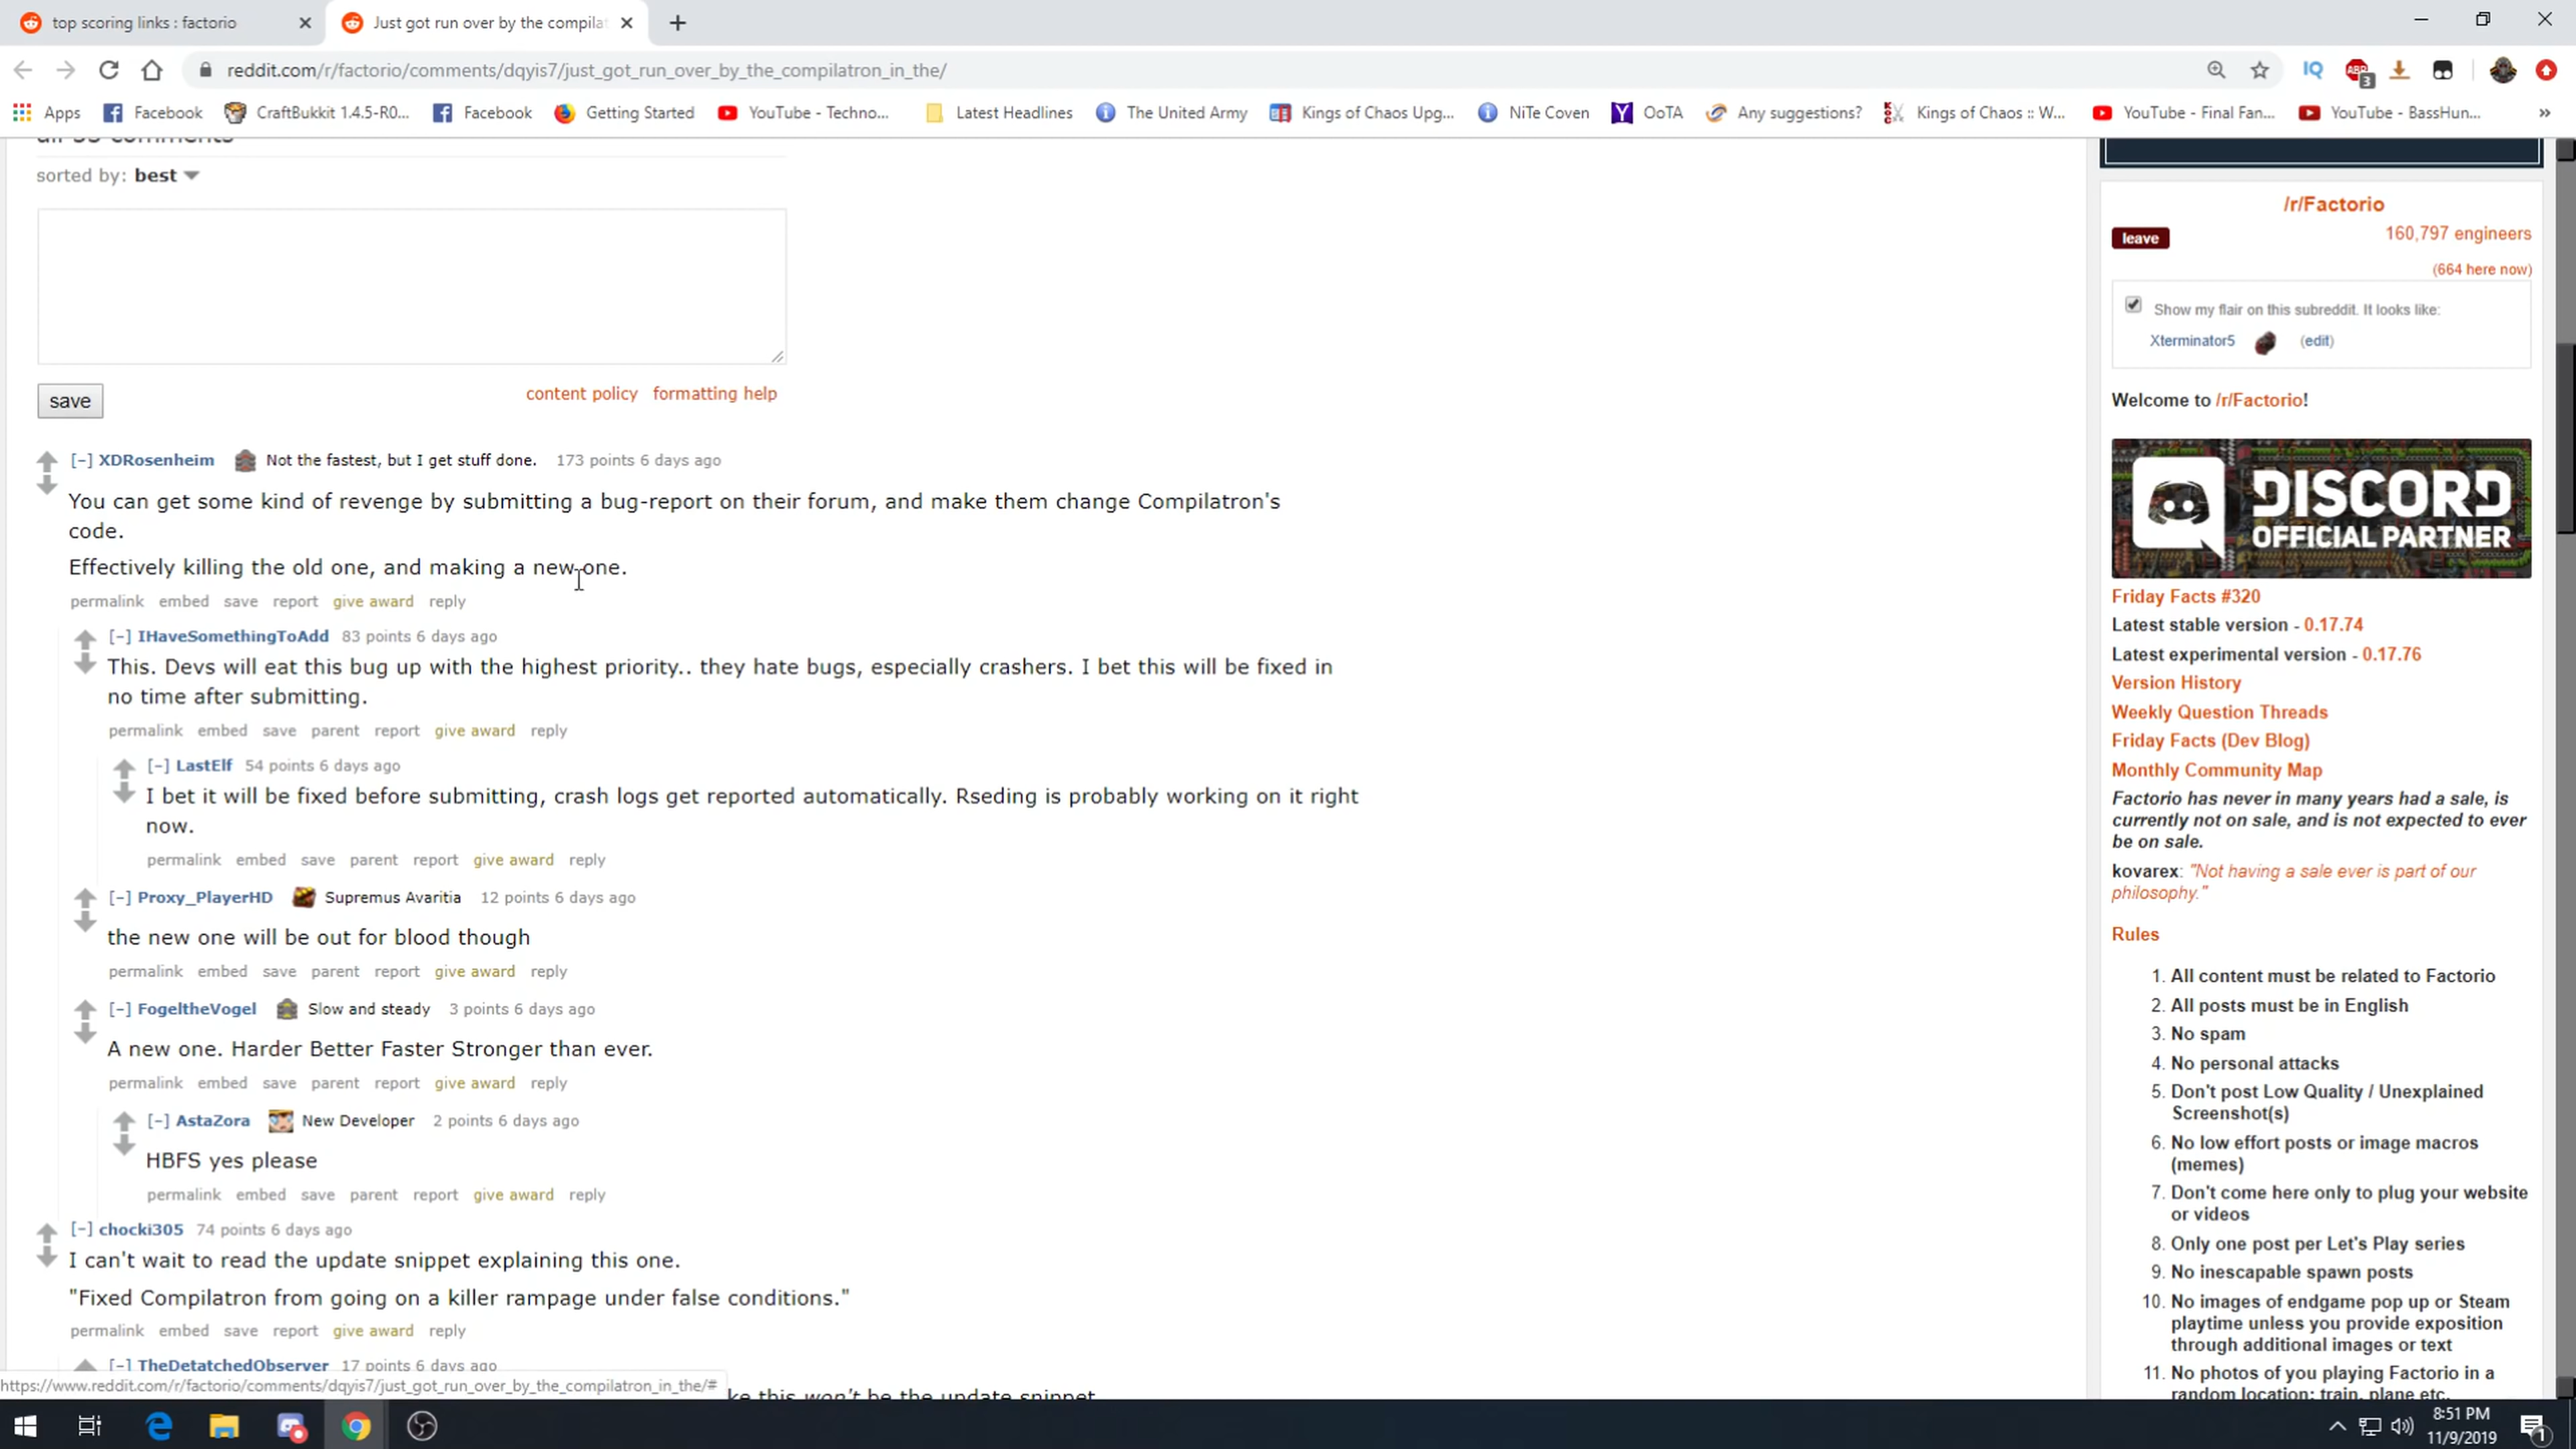 top scoring links : factorio
Just got run over by the compilat
reddit.com/r/factorio/comments/dqyis7/just_got_run_over_by_the_compilatron_in_the/
IQ
ABP
3
Apps
Facebook
CraftBukkit 1.4.5-R0...
Facebook
Getting Started
YouTube - Techno...
Latest Headlines
The United Army
Kings of Chaos Upg...
NiTe Coven
OoTA
Any suggestions?
Kings of Chaos :: W...
YouTube - Final Fan...
YouTube - BassHun...
»
sorted by: best
save
content policy formatting help
[–] XDRosenheim Not the fastest, but I get stuff done. 173 points 6 days ago
You can get some kind of revenge by submitting a bug-report on their forum, and make them change Compilatron's
code.
Effectively killing the old one, and making a new one.
permalink embed save report give award reply
[–] IHaveSomethingToAdd 83 points 6 days ago
This. Devs will eat this bug up with the highest priority.. they hate bugs, especially crashers. I bet this will be fixed in
no time after submitting.
permalink embed save parent report give award reply
[–] LastElf 54 points 6 days ago
I bet it will be fixed before submitting, crash logs get reported automatically. Rseding is probably working on it right
now.
permalink embed save parent report give award reply
[–] Proxy_PlayerHD Supremus Avaritia 12 points 6 days ago
the new one will be out for blood though
permalink embed save parent report give award reply
[–] FogeltheVogel Slow and steady 3 points 6 days ago
A new one. Harder Better Faster Stronger than ever.
permalink embed save parent report give award reply
[–] AstaZora New Developer 2 points 6 days ago
HBFS yes please
permalink embed save parent report give award reply
[–] chocki305 74 points 6 days ago
I can't wait to read the update snippet explaining this one.
"Fixed Compilatron from going on a killer rampage under false conditions."
permalink embed save report give award reply
[–] TheDetatchedObserver 17 points 6 days ago
https://www.reddit.com/r/factorio/comments/dqyis7/just_got_run_over_by_the_compilatron_in_the/#
this won't be the update snippet
/r/Factorio
leave
160,797 engineers
(664 here now)
Show my flair on this subreddit. It looks like:
Xterminator5 (edit)
Welcome to /r/Factorio!
DISCORD
OFFICIAL PARTNER
Friday Facts #320
Latest stable version - 0.17.74
Latest experimental version - 0.17.76
Version History
Weekly Question Threads
Friday Facts (Dev Blog)
Monthly Community Map
Factorio has never in many years had a sale, is
currently not on sale, and is not expected to ever
be on sale.
kovarex: "Not having a sale ever is part of our
philosophy."
Rules
1. All content must be related to Factorio
2. All posts must be in English
3. No spam
4. No personal attacks
5. Don't post Low Quality / Unexplained
Screenshot(s)
6. No low effort posts or image macros
(memes)
7. Don't come here only to plug your website
or videos
8. Only one post per Let's Play series
9. No inescapable spawn posts
10. No images of endgame pop up or Steam
playtime unless you provide exposition
through additional images or text
11. No photos of you playing Factorio in a
random location: train, plane etc.
8:51 PM
11/9/2019
1